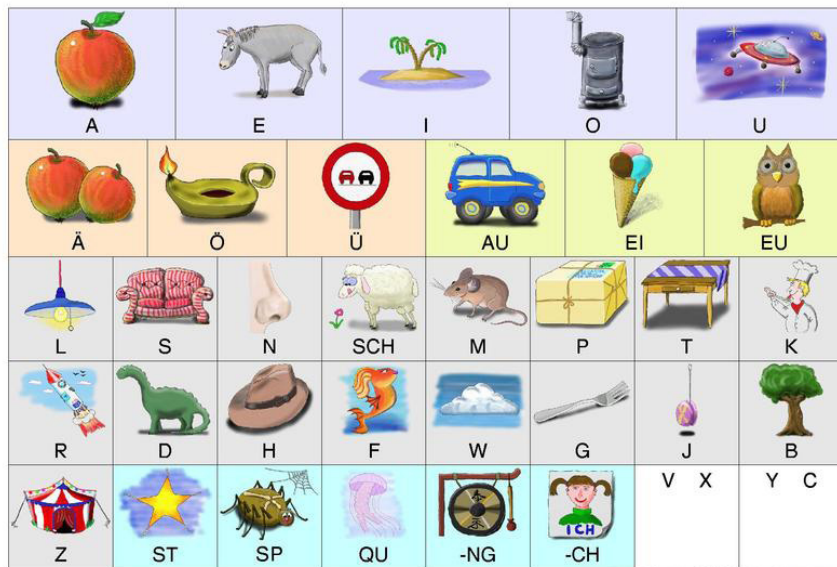 A E I O U
Ä Ö Ü AU EI EU
L S N SCH M P T K
R D H F W G J B
V X Y C
ICH
Z ST SP QU -NG -CH